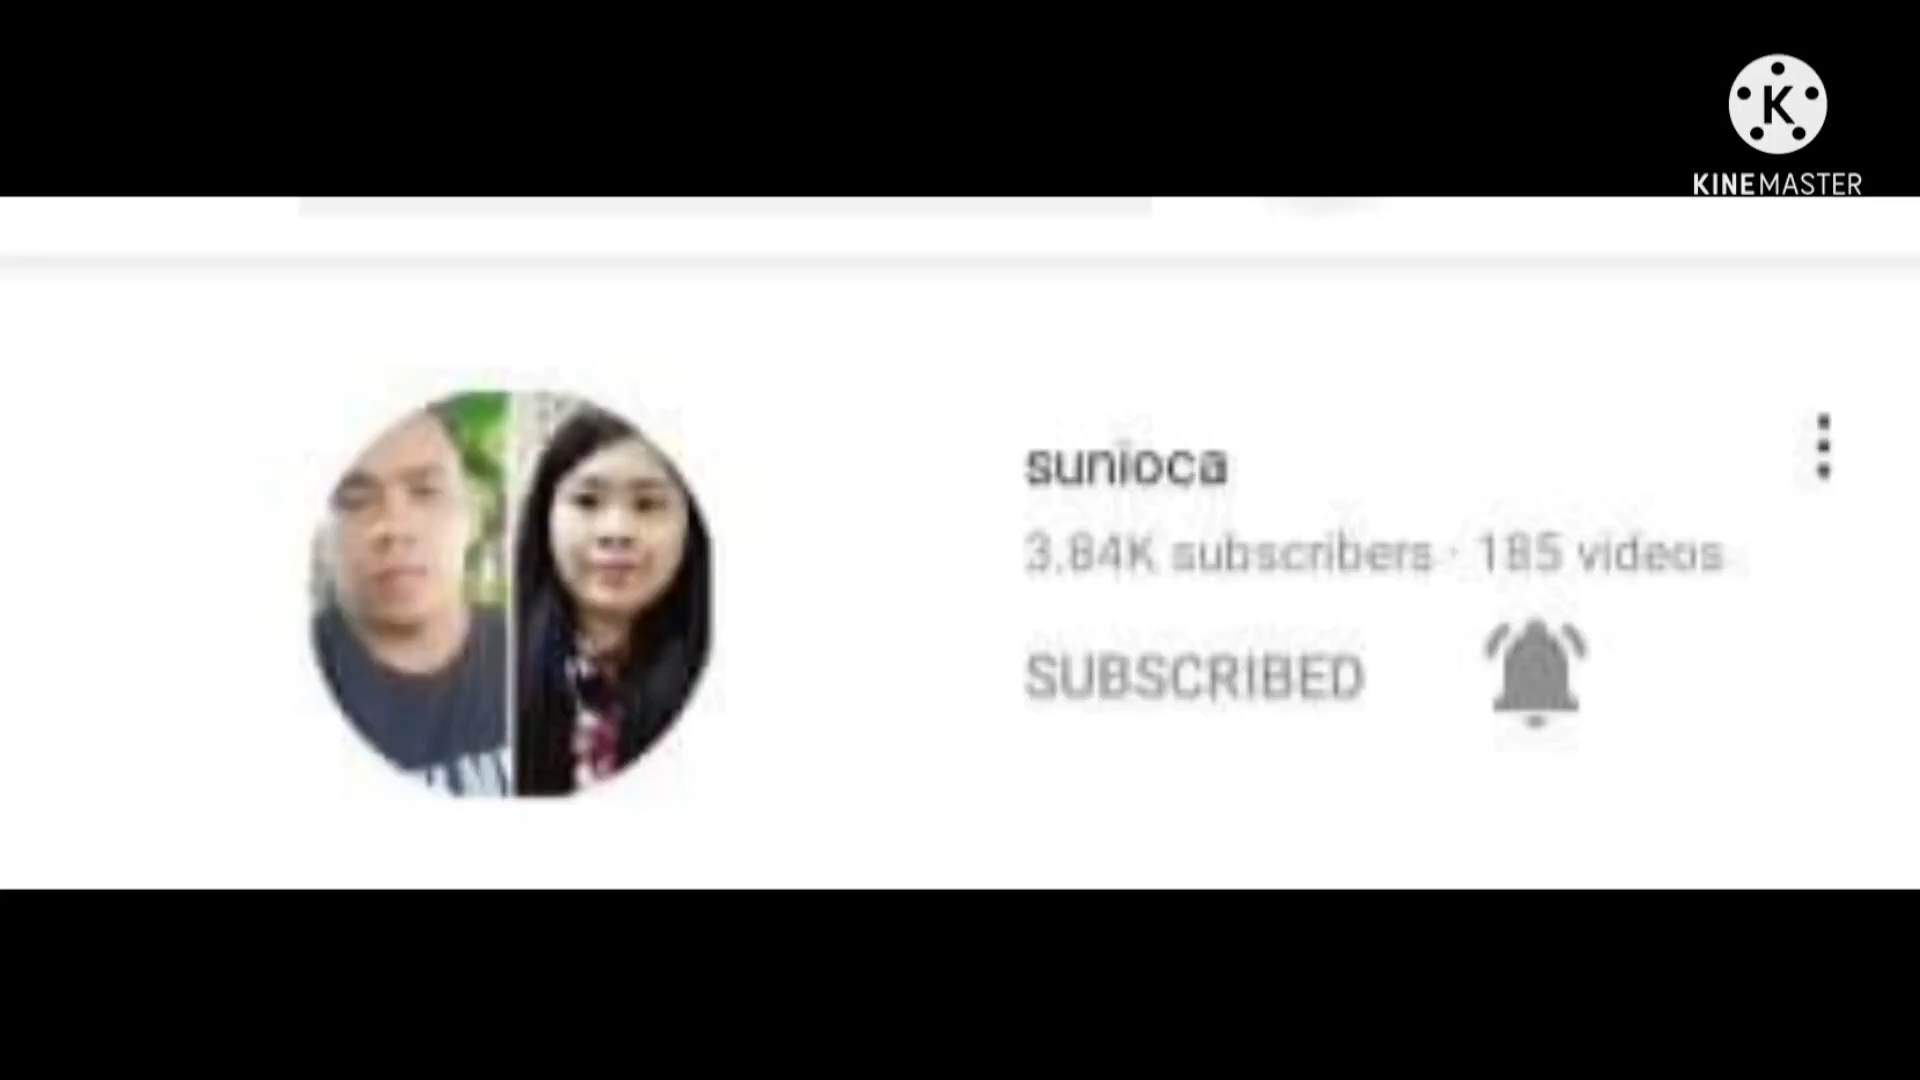 K
KINEMASTER
sunioca
3.84K subscribers · 185 videos
SUBSCRIBED